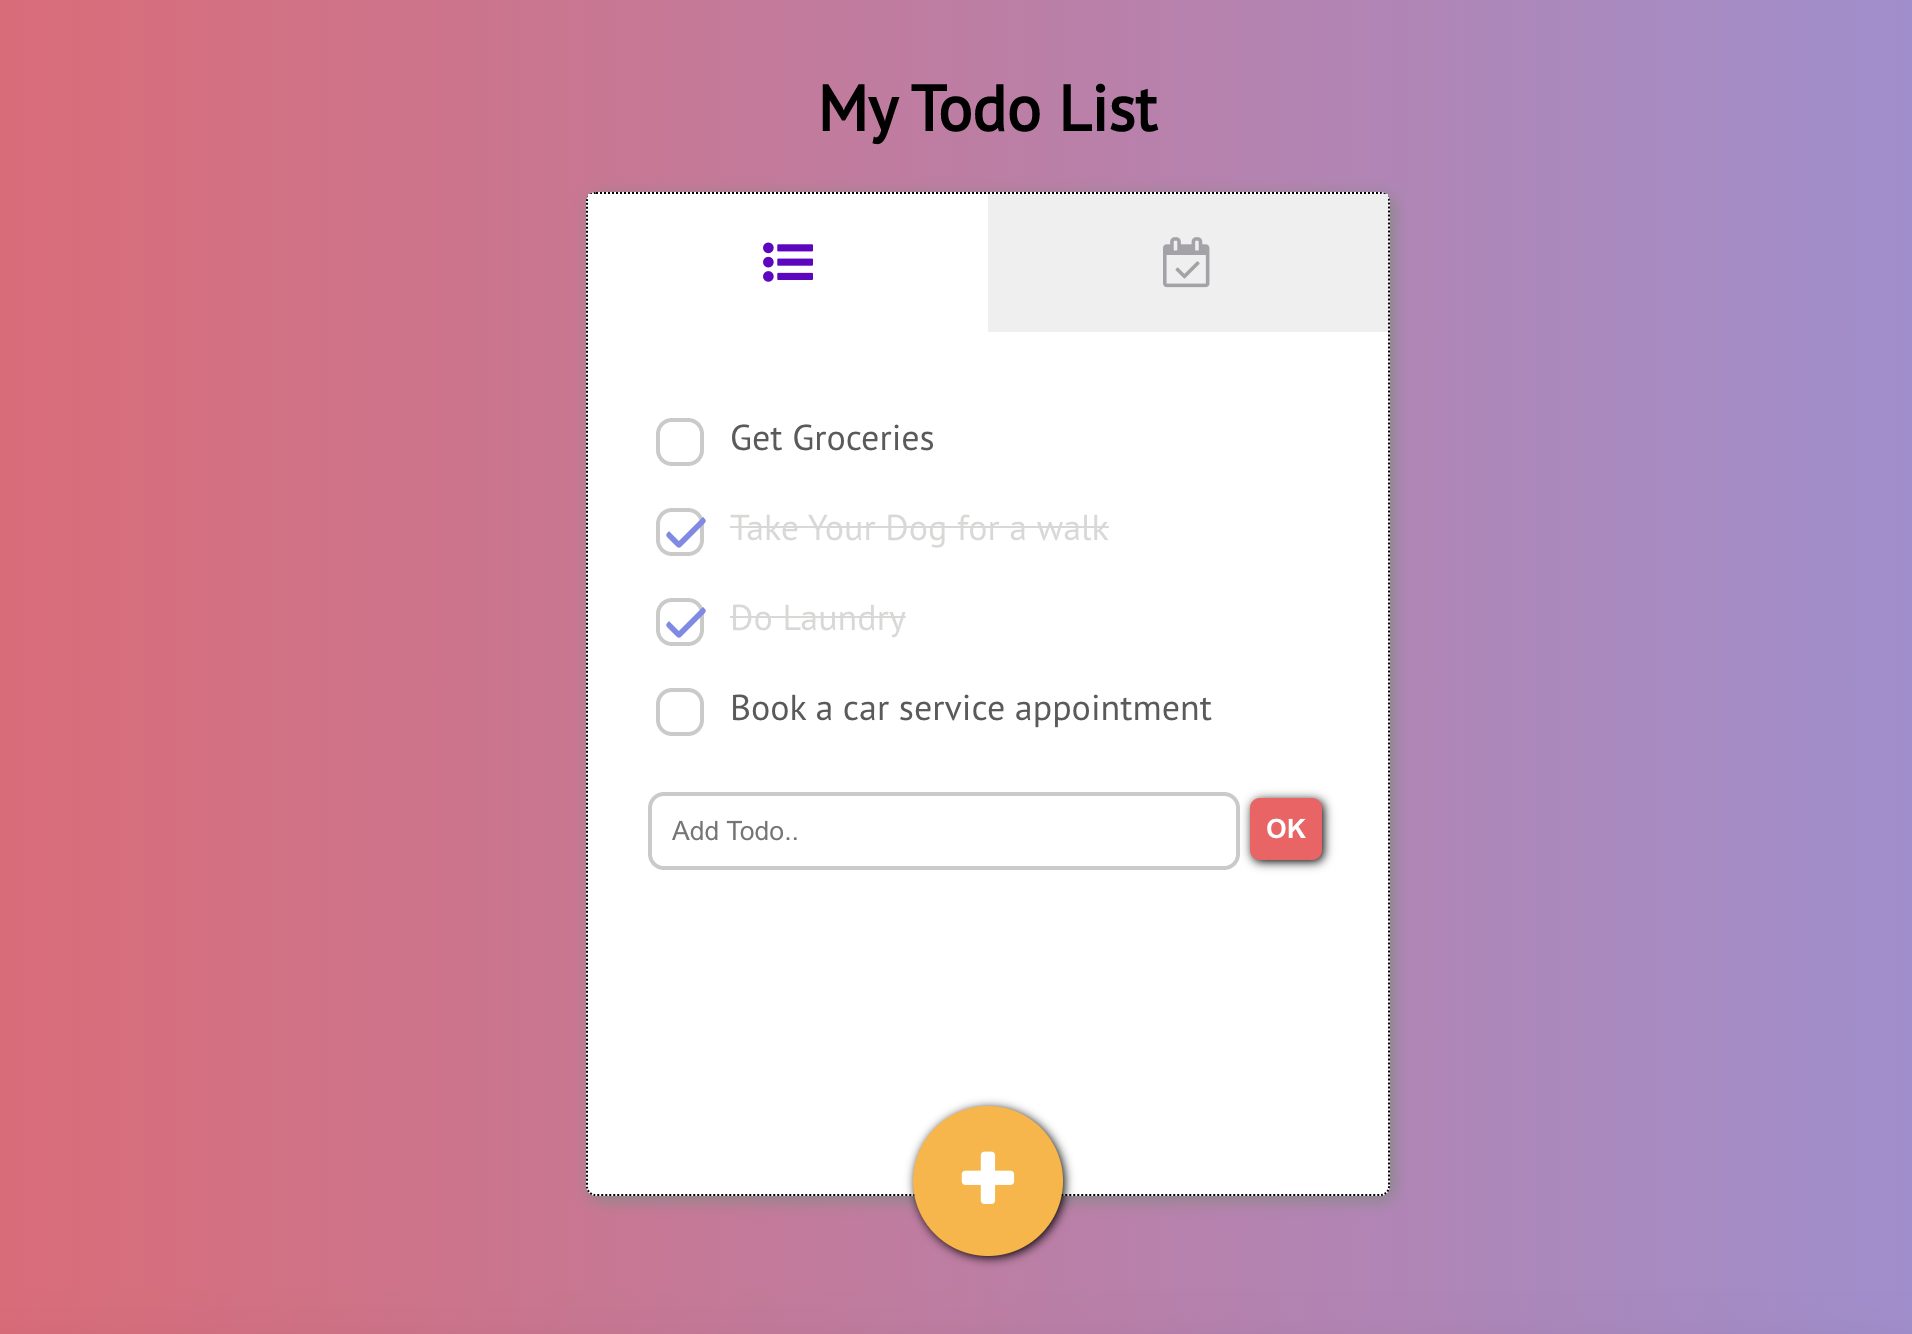 My Todo List
Get Groceries
Take Your Dog for a walk
Do Laundry
Book a car service appointment
Add Todo..
OK